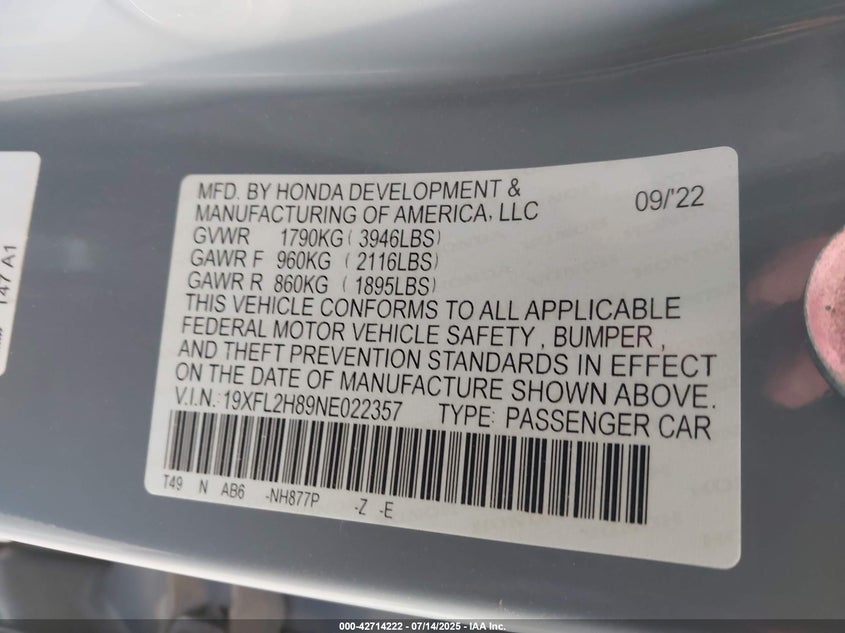 MFD. BY HONDA DEVELOPMENT &
MANUFACTURING OF AMERICA, LLC 09/'22
GVWR 1790KG ( 3946LBS)
GAWR F 960KG ( 2116LBS)
GAWR R 860KG ( 1895LBS)
THIS VEHICLE CONFORMS TO ALL APPLICABLE
FEDERAL MOTOR VEHICLE SAFETY , BUMPER ,
AND THEFT PREVENTION STANDARDS IN EFFECT
ON THE DATE OF MANUFACTURE SHOWN ABOVE.
V.I.N.: 19XFL2H89NE022357 TYPE: PASSENGER CAR
T49 N AB6 -NH877P -Z -E
T47 A1
000-42714222 - 07/14/2025 - IAA Inc.